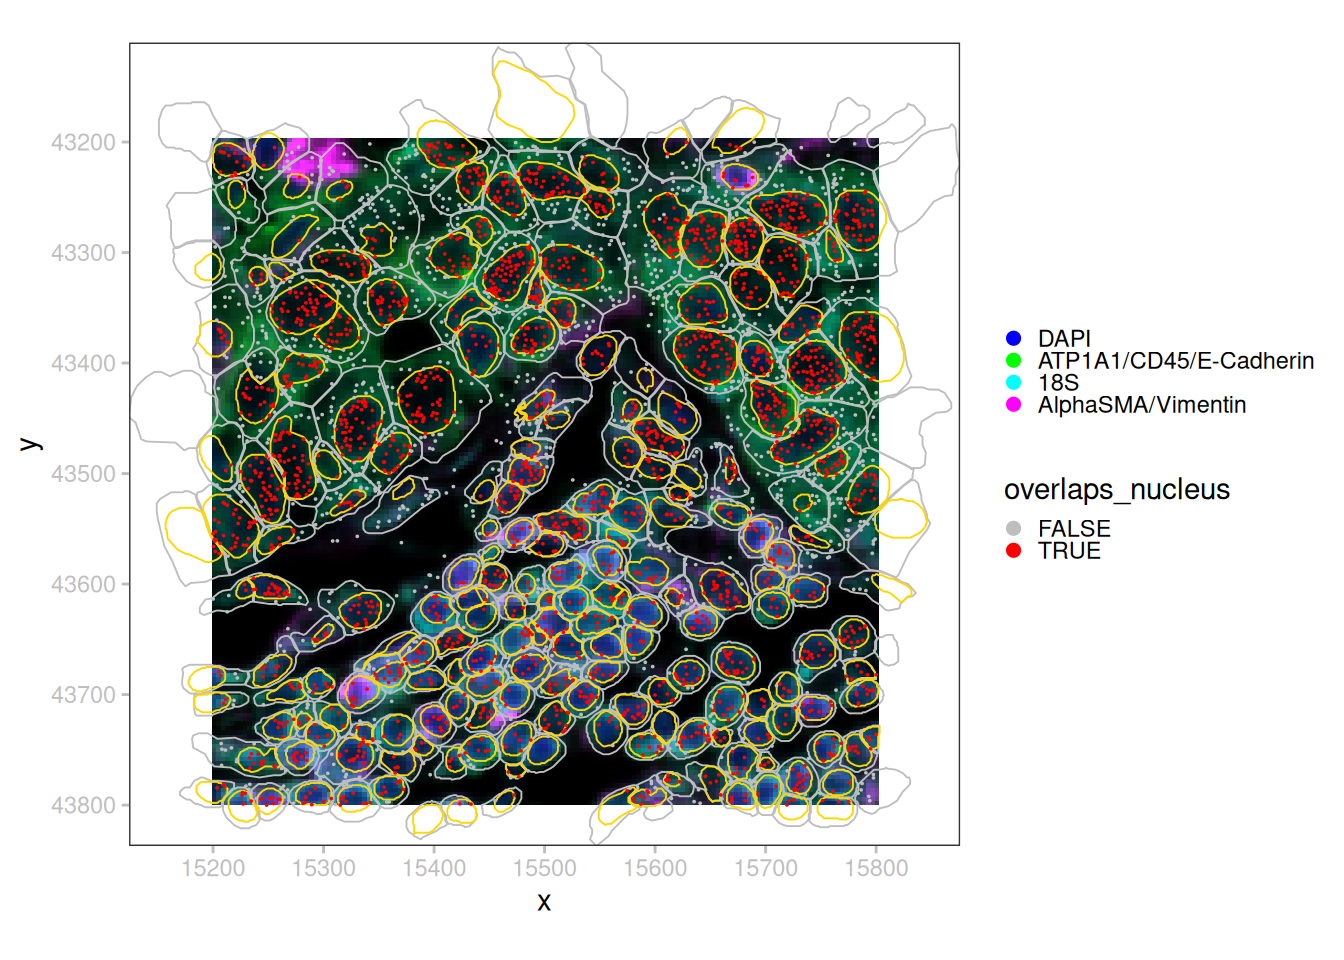 43200
43300
43400
43500
43600
43700
43800
y
15200 15300 15400 15500 15600 15700 15800
x
DAPI
ATP1A1/CD45/E-Cadherin
18S
AlphaSMA/Vimentin
overlaps_nucleus
FALSE
TRUE